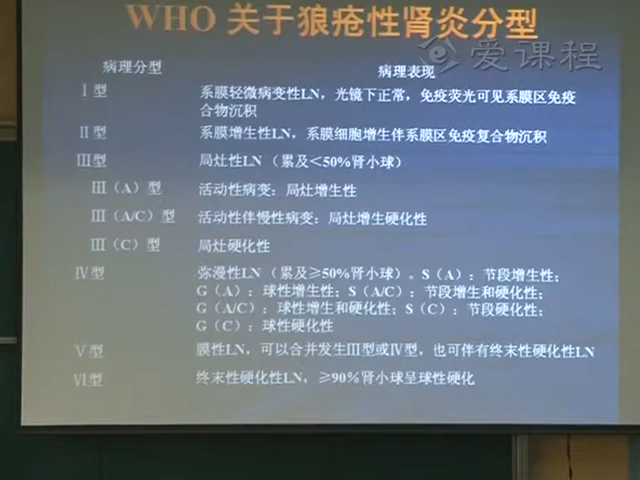 WHO 关于狼疮性肾炎分型
爱课程
病理分型 病理表现
Ⅰ型 系膜轻微病变性LN，光镜下正常，免疫荧光可见系膜区免疫
合物沉积
Ⅱ型 系膜增生性LN，系膜细胞增生伴系膜区免疫复合物沉积
Ⅲ型 局灶性LN（累及＜50%肾小球）
Ⅲ（A）型 活动性病变：局灶增生性
Ⅲ（A/C）型 活动性伴慢性病变：局灶增生硬化性
Ⅲ（C）型 局灶硬化性
Ⅳ型 弥漫性LN（累及≥50%肾小球）。S（A）：节段增生性；
G（A）：球性增生性；S（A/C）：节段增生和硬化性；
G（A/C）：球性增生和硬化性；S（C）：节段硬化性；
G（C）：球性硬化性
Ⅴ型 膜性LN，可以合并发生Ⅲ型或Ⅳ型，也可伴有终末性硬化性LN
Ⅵ型 终末性硬化性LN，≥90%肾小球呈球性硬化